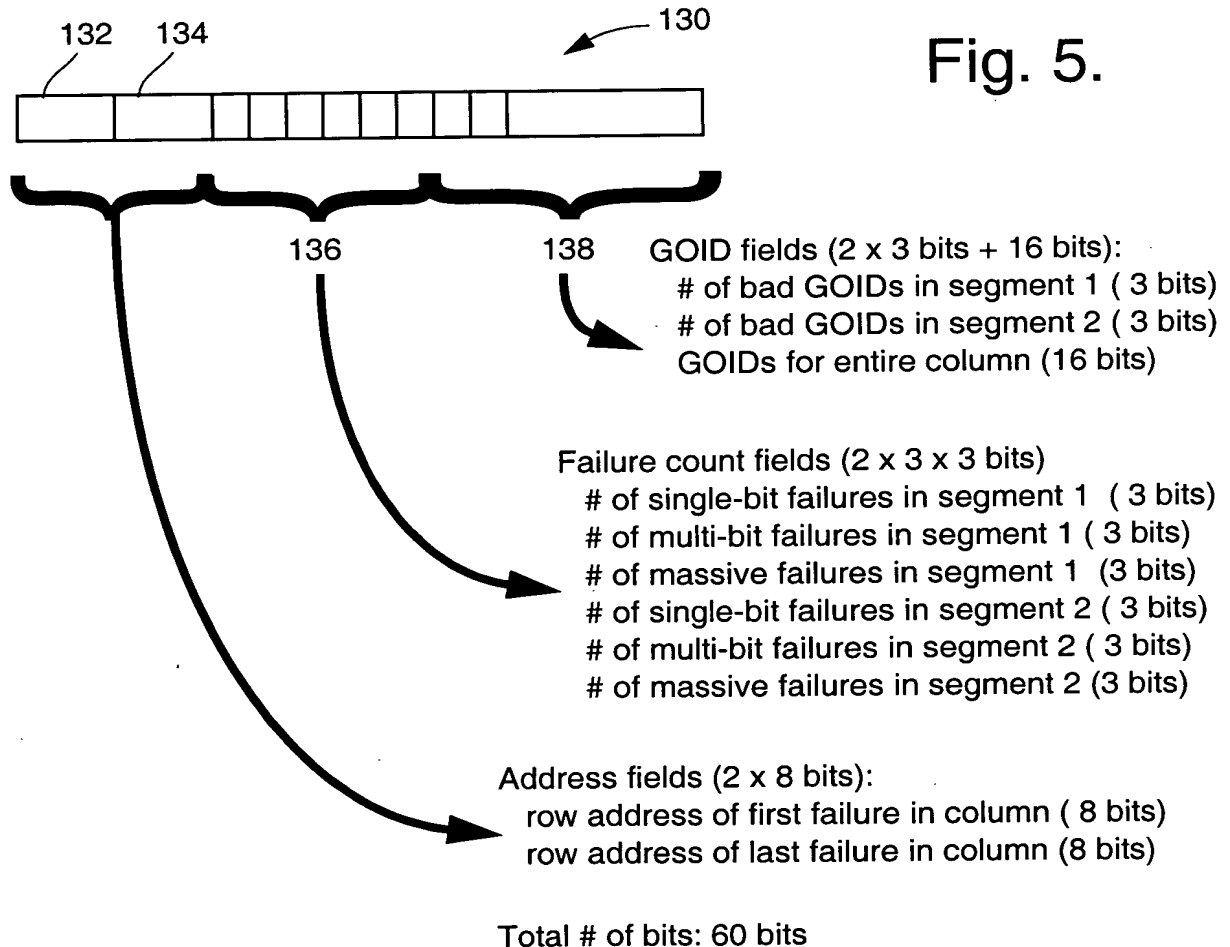 132
134
130
Fig. 5.
136
138
GOID fields (2 x 3 bits + 16 bits):
# of bad GOIDs in segment 1 ( 3 bits)
# of bad GOIDs in segment 2 ( 3 bits)
GOIDs for entire column (16 bits)
Failure count fields (2 x 3 x 3 bits)
# of single-bit failures in segment 1 ( 3 bits)
# of multi-bit failures in segment 1 ( 3 bits)
# of massive failures in segment 1 (3 bits)
# of single-bit failures in segment 2 ( 3 bits)
# of multi-bit failures in segment 2 ( 3 bits)
# of massive failures in segment 2 (3 bits)
Address fields (2 x 8 bits):
row address of first failure in column ( 8 bits)
row address of last failure in column (8 bits)
Total # of bits: 60 bits